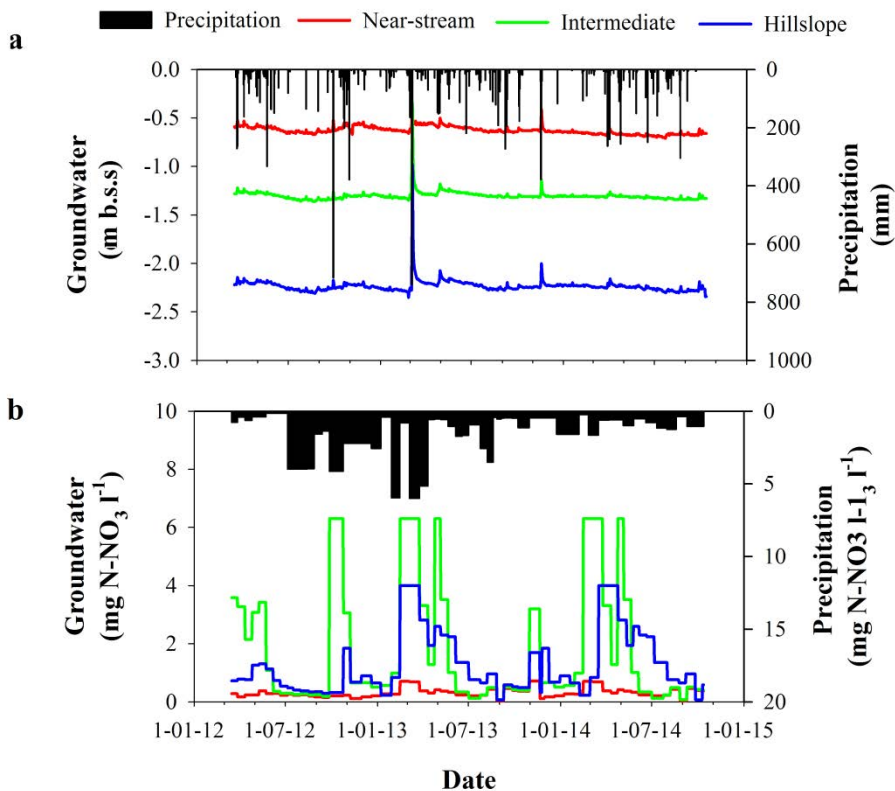 Precipitation Near-stream Intermediate Hillslope
a
0.0
-0.5
-1.0
-1.5
-2.0
-2.5
-3.0
Groundwater
(m b.s.s)
0
200
400
600
800
1000
Precipitation
(mm)
b
10
8
6
4
2
0
Groundwater
(mg N-NO3 l-1)
0
5
10
15
20
Precipitation
(mg N-NO3 l-13 l-1)
1-01-12 1-07-12 1-01-13 1-07-13 1-01-14 1-07-14 1-01-15
Date